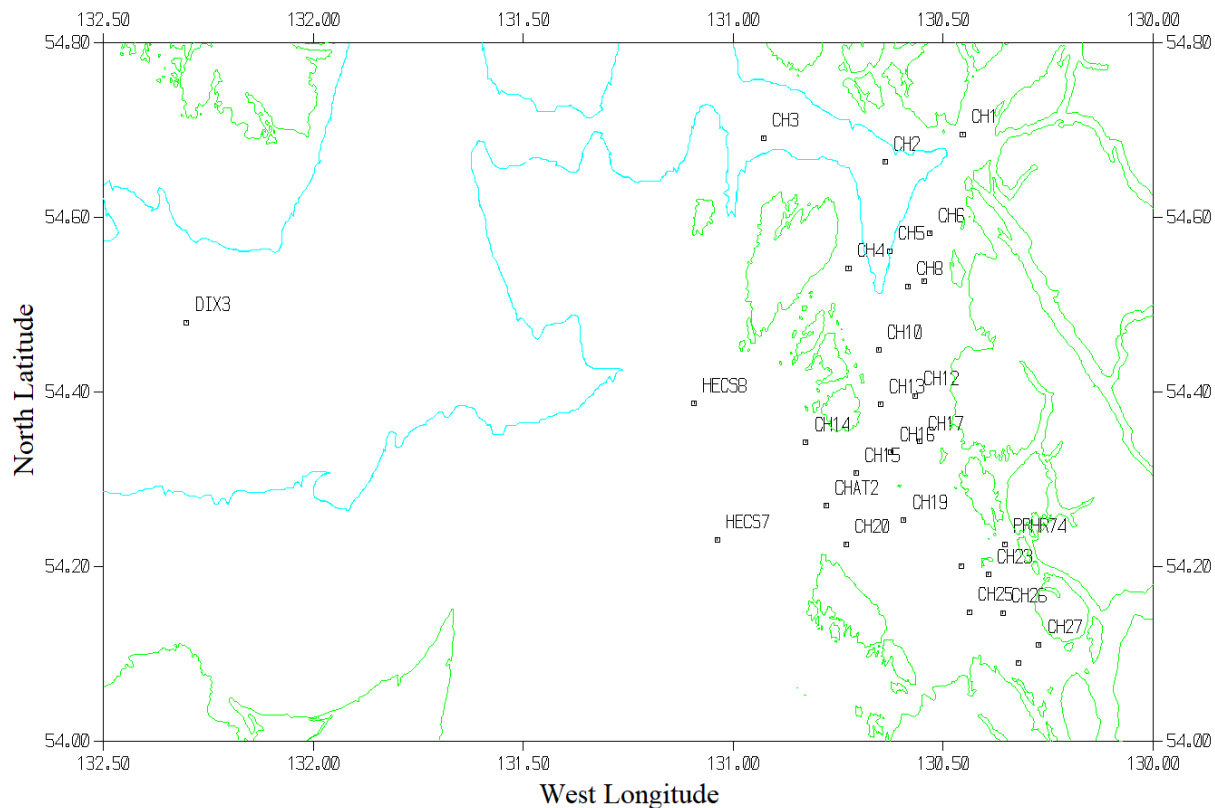 132.50 132.00 131.50 131.00 130.50 130.00
54.80 54.80
CH1
CH3
CH2
54.60 54.60
CH6
CH5
CH4
CH8
DIX3
CH10
54.40 54.40
CH12
HECS8
CH13
CH14
CH17
CH16
CH15
CHAT2
CH19
HECS7
CH20
PRHR74
54.20 54.20
CH23
CH25
CH26
CH27
54.00 54.00
132.50 132.00 131.50 131.00 130.50 130.00
North Latitude
West Longitude